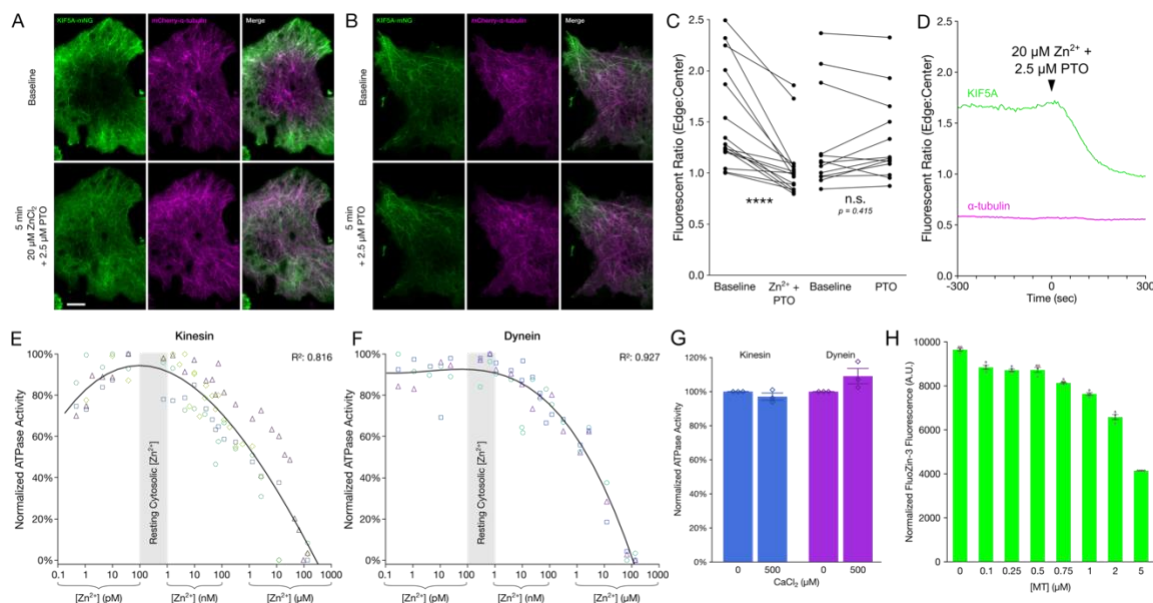 A
KIF5A-mNG
mCherry-α-tubulin
Merge
Baseline
5 min
20 µM ZnCl₂
+ 2.5 µM PTO
B
KIF5A-mNG
mCherry-α-tubulin
Merge
Baseline
5 min
+ 2.5 µM PTO
C
Fluorescent Ratio (Edge:Center)
2.5
2.0
1.5
1.0
0.5
0.0
****
n.s.
p = 0.415
Baseline Zn²⁺ + PTO Baseline PTO
D
Fluorescent Ratio (Edge:Center)
20 µM Zn²⁺ +
2.5 µM PTO
KIF5A
α-tubulin
2.5
2.0
1.5
1.0
0.5
0.0
-300 0 300
Time (sec)
E
Kinesin
R²: 0.816
Normalized ATPase Activity
100%
80%
60%
40%
20%
0%
Resting Cytosolic [Zn²⁺]
0.1 1 10 100 1 10 100 1 10 100 1000
[Zn²⁺] (pM) [Zn²⁺] (nM) [Zn²⁺] (µM)
F
Dynein
R²: 0.927
Normalized ATPase Activity
100%
80%
60%
40%
20%
0%
Resting Cytosolic [Zn²⁺]
0.1 1 10 100 1 10 100 1 10 100 1000
[Zn²⁺] (pM) [Zn²⁺] (nM) [Zn²⁺] (µM)
G
Kinesin Dynein
Normalized ATPase Activity
120%
100%
80%
60%
40%
20%
0%
0 500 0 500
CaCl₂ (µM)
H
Normalized FluoZin-3 Fluorescence (A.U.)
10000
8000
6000
4000
2000
0
0 0.1 0.25 0.5 0.75 1 2 5
[MT] (µM)